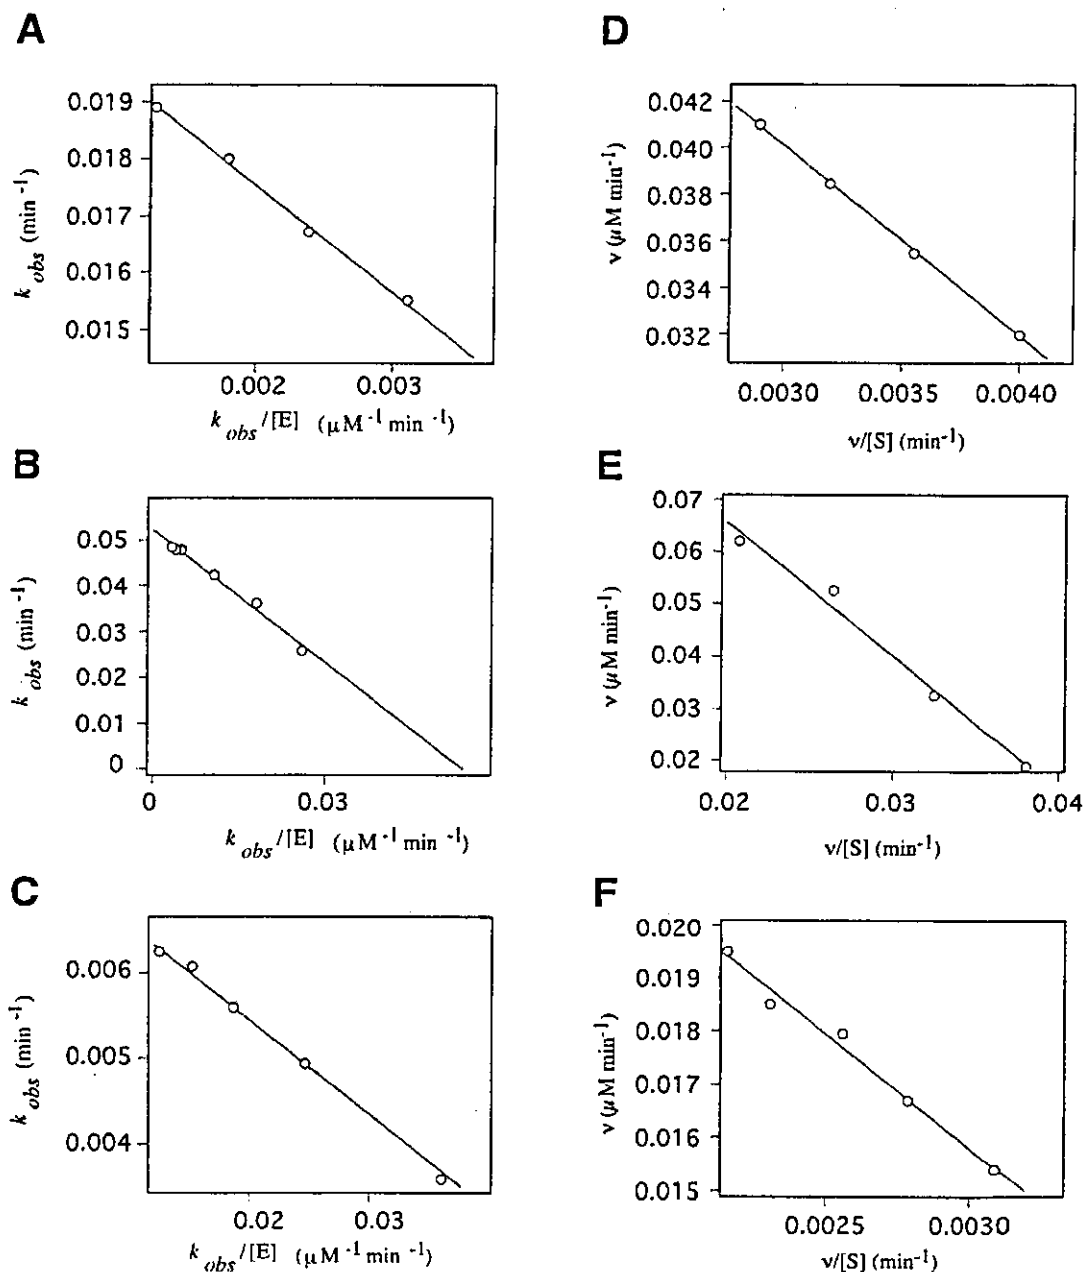 A
D
0.019
0.018
0.017
0.016
0.015
k obs (min -1)
0.002 0.003
k obs /[E] (μM -1 min -1)
0.042
0.040
0.038
0.036
0.034
0.032
v (μM min-1)
0.0030 0.0035 0.0040
v/[S] (min-1)
B
E
0.05
0.04
0.03
0.02
0.01
0
k obs (min -1)
0 0.03
k obs /[E] (μM -1 min -1)
0.07
0.06
0.05
0.04
0.03
0.02
v (μM min-1)
0.02 0.03 0.04
v/[S] (min-1)
C
F
0.006
0.005
0.004
k obs (min -1)
0.02 0.03
k obs /[E] (μM -1 min -1)
0.020
0.019
0.018
0.017
0.016
0.015
v (μM min-1)
0.0025 0.0030
v/[S] (min-1)